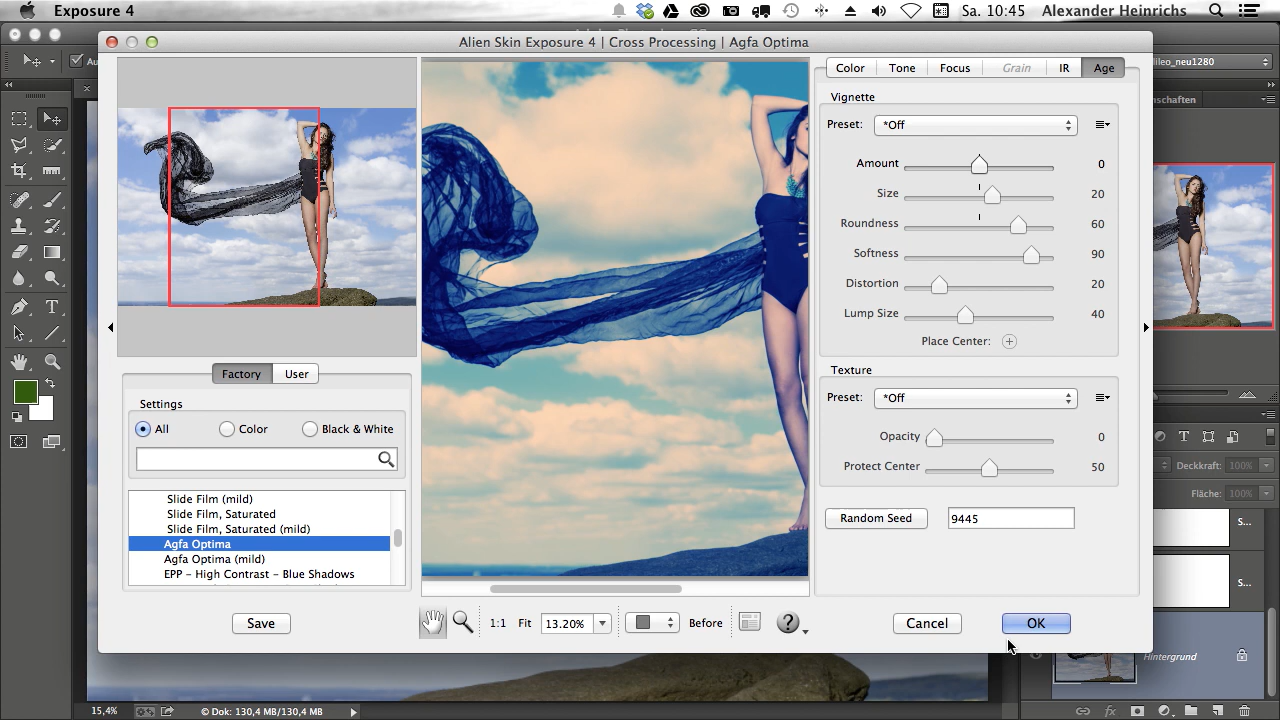 Exposure 4
Sa. 10:45
Alexander Heinrichs
Alien Skin Exposure 4 | Cross Processing | Agfa Optima
Au
lileo_neu1280
nschaften
Color
Tone
Focus
Grain
IR
Age
Vignette
Preset: *Off
Amount 0
Size 20
Roundness 60
Softness 90
Distortion 20
Lump Size 40
Place Center:
Texture
Preset: *Off
Opacity 0
Protect Center 50
Random Seed 9445
Factory
User
Settings
All
Color
Black & White
Slide Film (mild)
Slide Film, Saturated
Slide Film, Saturated (mild)
Agfa Optima
Agfa Optima (mild)
EPP - High Contrast - Blue Shadows
Save
1:1
Fit
13.20%
Before
Cancel
OK
Deckkraft: 100%
Fläche: 100%
S...
S...
Hintergrund
15,4%
© Dok: 130,4 MB/130,4 MB
fx